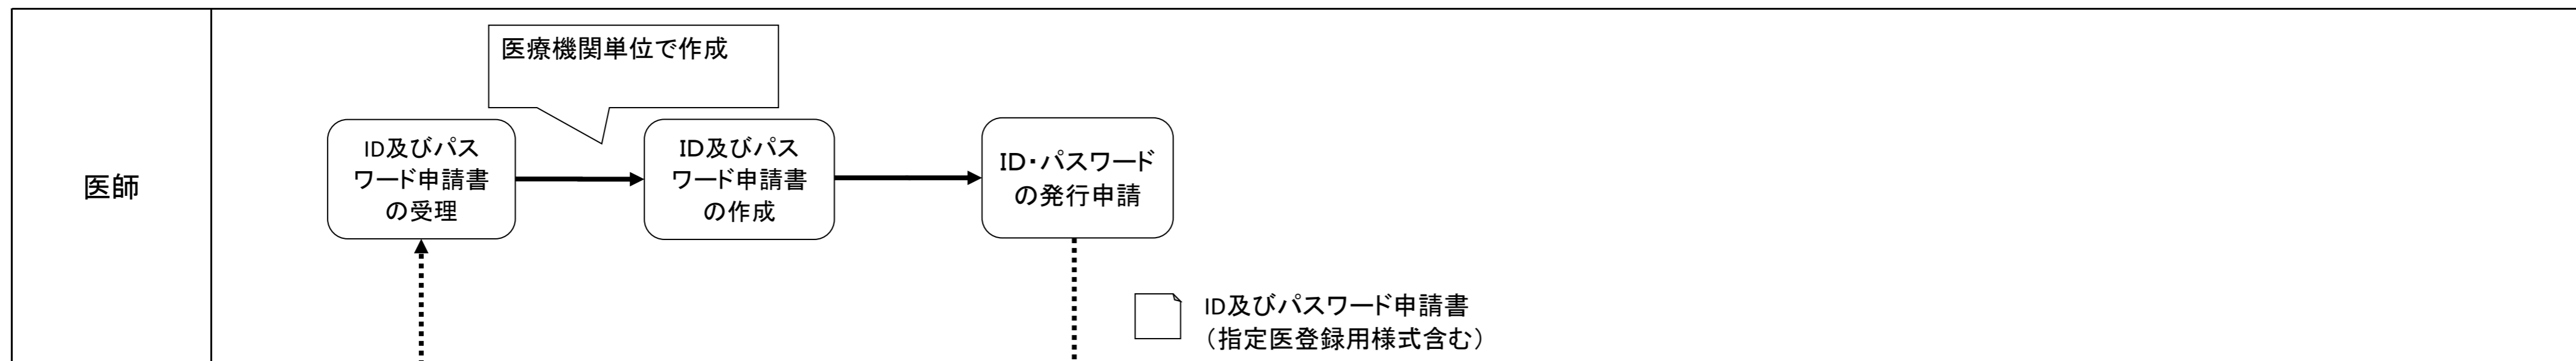 医療機関単位で作成
医師
ID及びパス
ワード申請書
の受理
ID及びパス
ワード申請書
の作成
ID・パスワード
の発行申請
ID及びパスワード申請書
（指定医登録用様式含む）